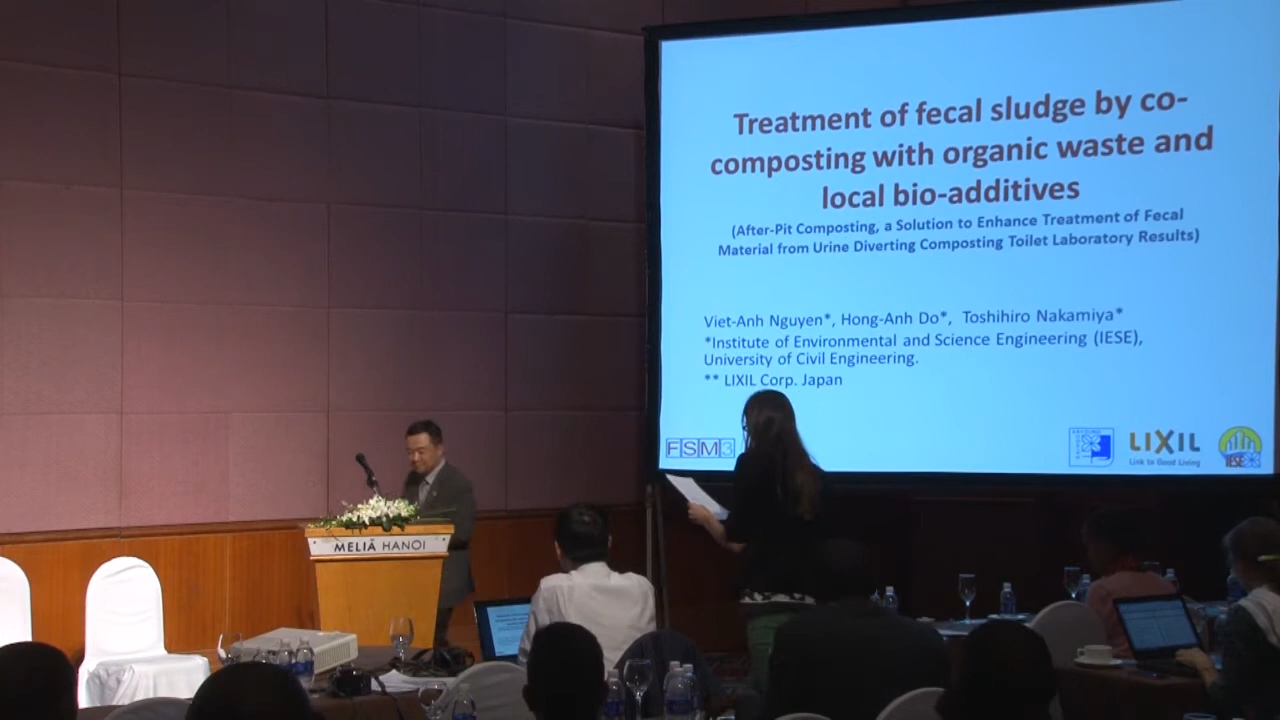 Treatment of fecal sludge by co-
composting with organic waste and
local bio-additives
(After-Pit Composting, a Solution to Enhance Treatment of Fecal
Material from Urine Diverting Composting Toilet Laboratory Results)
Viet-Anh Nguyen*, Hong-Anh Do*, Toshihiro Nakamiya*
*Institute of Environmental and Science Engineering (IESE),
University of Civil Engineering.
** LIXIL Corp. Japan
FSM3
LIXIL
Link to Good Living
IESE
MELIÃ HANOI